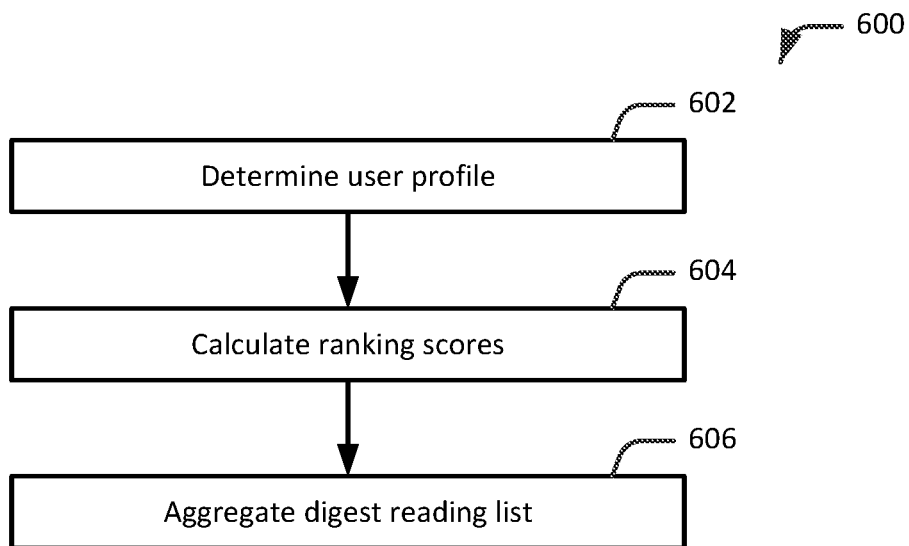 600
602
Determine user profile
604
Calculate ranking scores
606
Aggregate digest reading list